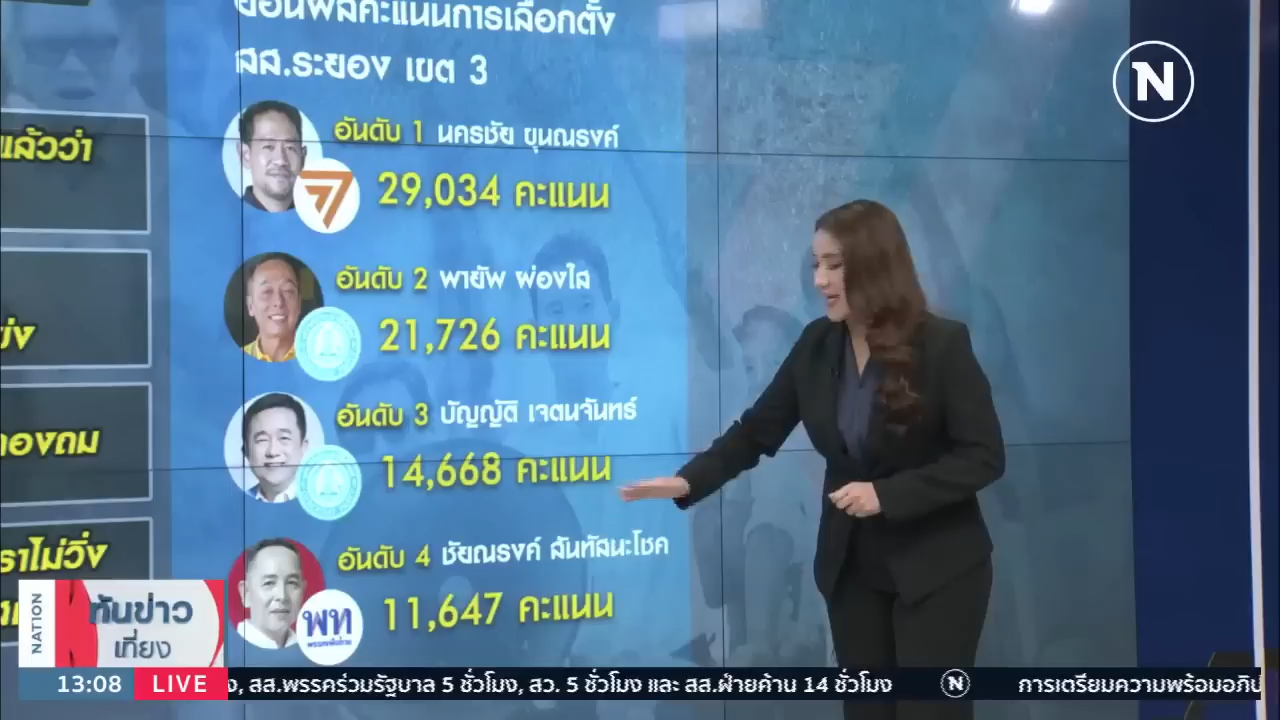 ย้อนผลคะแนนการเลือกตั้ง
สส.ระยอง เขต 3
อันดับ 1 นครชัย ขุนณรงค์
29,034 คะแนน
อันดับ 2 พายัพ ผ่องใส
21,726 คะแนน
อันดับ 3 บัญญัติ เจตนจันทร์
14,668 คะแนน
อันดับ 4 ชัยณรงค์ สันทัสนะโชค
11,647 คะแนน
พท
แล้วว่า
ราไม่วิ่ง
N
NATION
ทันข่าว
เที่ยง
13:08 LIVE
ง, สส.พรรคร่วมรัฐบาล 5 ชั่วโมง, สว. 5 ชั่วโมง และ สส.ฝ่ายค้าน 14 ชั่วโมง N การเตรียมความพร้อมอภิป